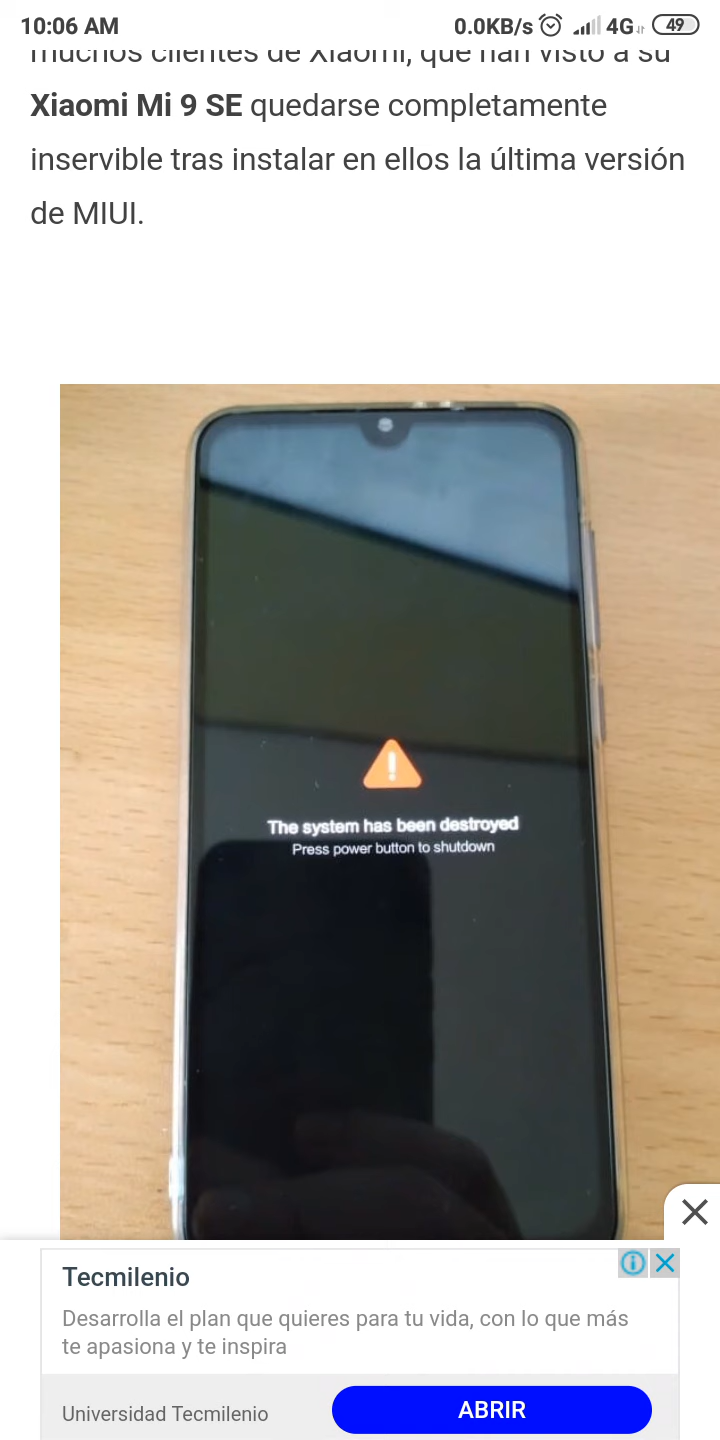 10:06 AM 0.0KB/s 4G 49
muchos clientes de Xiaomi, que han visto a su
Xiaomi Mi 9 SE quedarse completamente
inservible tras instalar en ellos la última versión
de MIUI.
The system has been destroyed
Press power button to shutdown
Tecmilenio
Desarrolla el plan que quieres para tu vida, con lo que más
te apasiona y te inspira
Universidad Tecmilenio
ABRIR